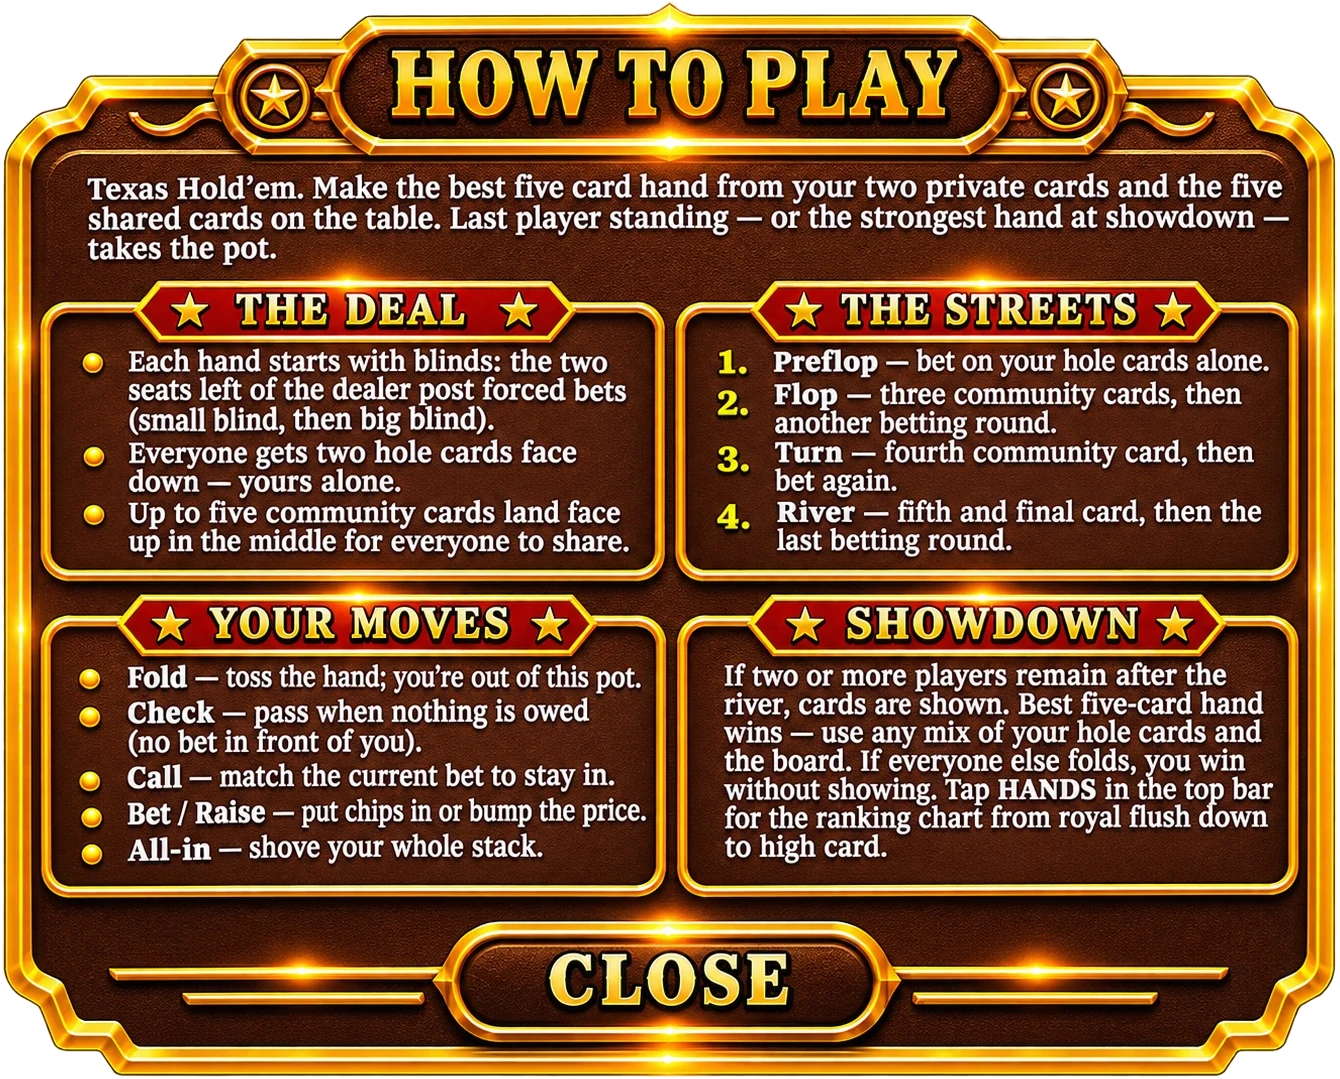 HOW TO PLAY
Texas Hold’em. Make the best five card hand from your two private cards and the five
shared cards on the table. Last player standing — or the strongest hand at showdown —
takes the pot.
THE DEAL
Each hand starts with blinds: the two
seats left of the dealer post forced bets
(small blind, then big blind).
Everyone gets two hole cards face
down — yours alone.
Up to five community cards land face
up in the middle for everyone to share.
THE STREETS
1. Preflop — bet on your hole cards alone.
2. Flop — three community cards, then
another betting round.
3. Turn — fourth community card, then
bet again.
4. River — fifth and final card, then the
last betting round.
YOUR MOVES
Fold — toss the hand; you’re out of this pot.
Check — pass when nothing is owed
(no bet in front of you).
Call — match the current bet to stay in.
Bet / Raise — put chips in or bump the price.
All-in — shove your whole stack.
SHOWDOWN
If two or more players remain after the
river, cards are shown. Best five-card hand
wins — use any mix of your hole cards and
the board. If everyone else folds, you win
without showing. Tap HANDS in the top bar
for the ranking chart from royal flush down
to high card.
CLOSE